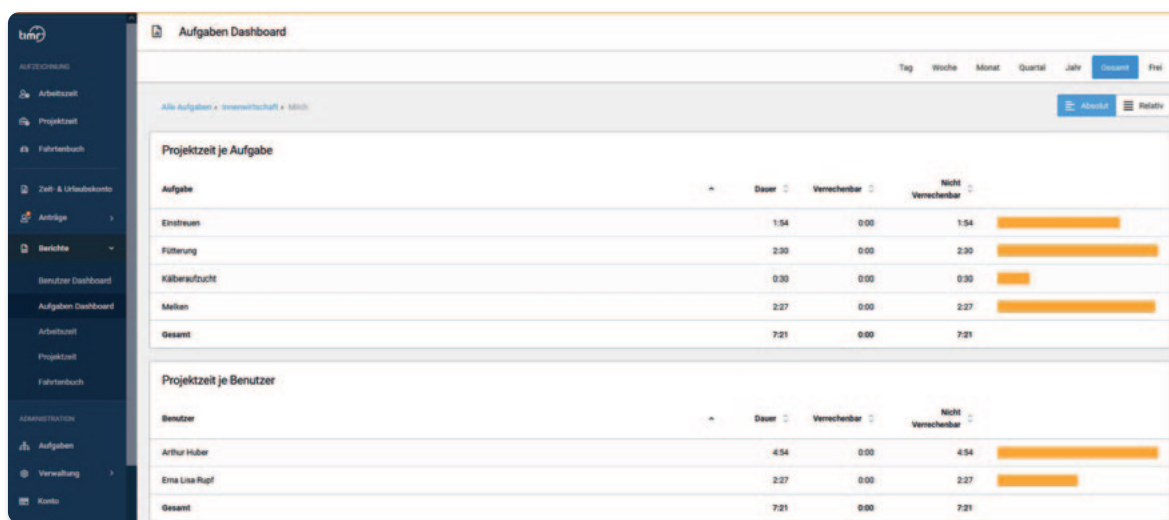 timr
Aufgaben Dashboard
AUFZEICHNUNG
Arbeitszeit
Projektzeit
Fahrtenbuch
Zeit- & Urlaubskonto
Anträge
Berichte
Benutzer Dashboard
Aufgaben Dashboard
Arbeitszeit
Projektzeit
Fahrtenbuch
ADMINISTRATION
Aufgaben
Verwaltung
Konto
Tag Woche Monat Quartal Jahr Gesamt Frei
Alle Aufgaben Innenwirtschaft Milch
Absolut Relativ
Projektzeit je Aufgabe
Aufgabe Dauer Verrechenbar Nicht
Verrechenbar
Einstreuen 1:54 0:00 1:54
Fütterung 2:30 0:00 2:30
Kälberaufzucht 0:30 0:00 0:30
Melken 2:27 0:00 2:27
Gesamt 7:21 0:00 7:21
Projektzeit je Benutzer
Benutzer Dauer Verrechenbar Nicht
Verrechenbar
Arthur Huber 4:54 0:00 4:54
Erna Lisa Rupf 2:27 0:00 2:27
Gesamt 7:21 0:00 7:21